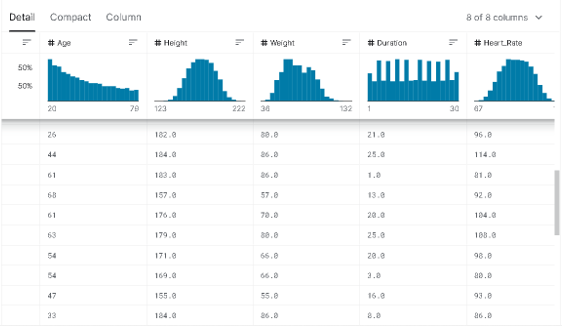 Detail Compact Column 8 of 8 columns
# Age # Height # Weight # Duration # Heart_Rate
50%
50%
20 79 123 222 36 132 1 30 67
26 182.0 80.0 21.0 96.0
44 184.0 86.0 25.0 114.0
61 183.0 86.0 1.0 81.0
68 157.0 57.0 13.0 92.0
61 176.0 70.0 20.0 104.0
63 179.0 80.0 25.0 108.0
54 171.0 66.0 20.0 98.0
54 169.0 66.0 3.0 80.0
47 155.0 55.0 16.0 93.0
33 184.0 86.0 8.0 86.0